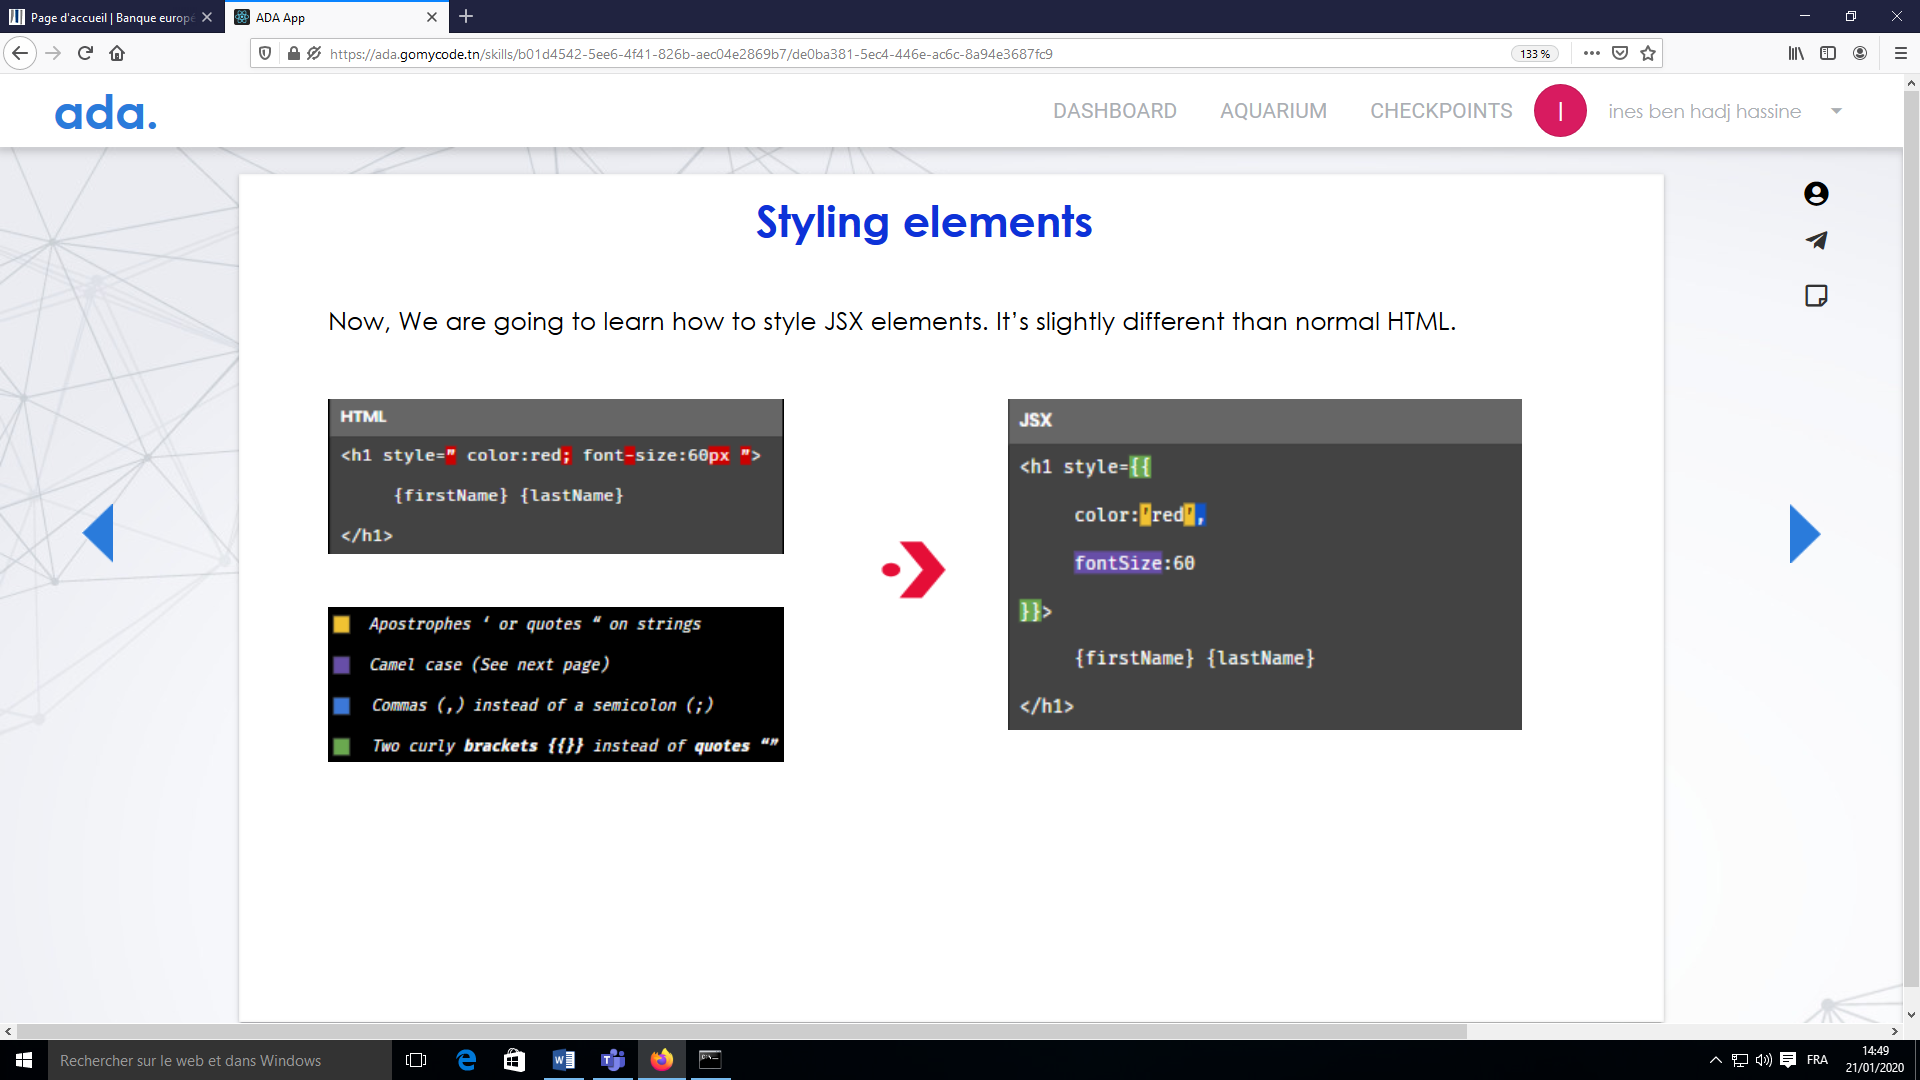 Page d'accueil | Banque europé
ADA App
https://ada.gomycode.tn/skills/b01d4542-5ee6-4f41-826b-aec04e2869b7/de0ba381-5ec4-446e-ac6c-8a94e3687fc9
133 %
ada.
DASHBOARD
AQUARIUM
CHECKPOINTS
I
ines ben hadj hassine
Styling elements
Now, We are going to learn how to style JSX elements. It’s slightly different than normal HTML.
HTML
<h1 style=" color:red; font-size:60px ">
{firstName} {lastName}
</h1>
Apostrophes ‘ or quotes “ on strings
Camel case (See next page)
Commas (,) instead of a semicolon (;)
Two curly brackets {{}} instead of quotes “”
JSX
<h1 style={{
color:'red',
fontSize:60
}}>
{firstName} {lastName}
</h1>
Rechercher sur le web et dans Windows
FRA
14:49
21/01/2020